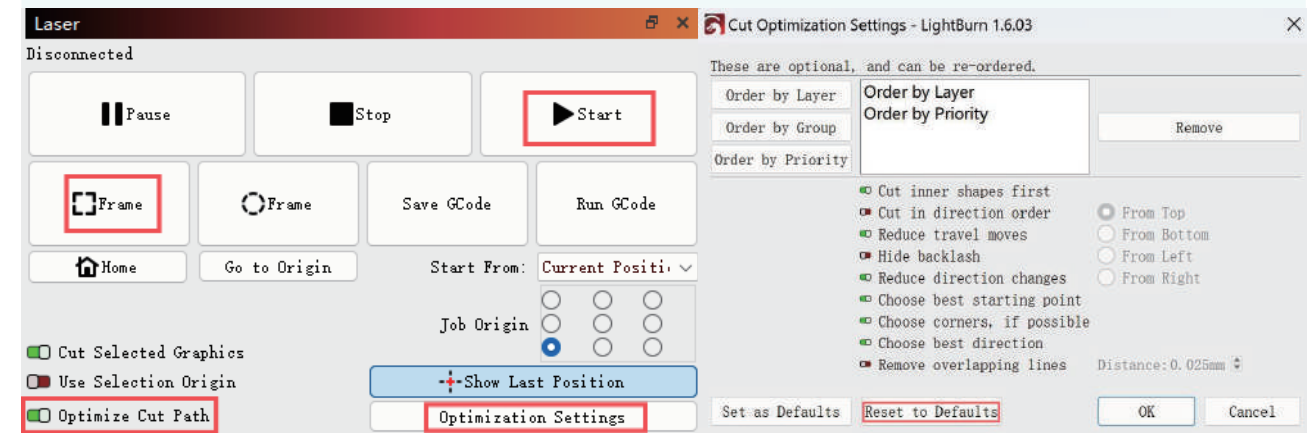 Laser
Disconnected
Pause
Stop
Start
Frame
Frame
Save GCode
Run GCode
Home
Go to Origin
Start From:
Current Positi
Job Origin
Cut Selected Graphics
Use Selection Origin
Show Last Position
Optimize Cut Path
Optimization Settings
Cut Optimization Settings - LightBurn 1.6.03
These are optional, and can be re-ordered.
Order by Layer
Order by Group
Order by Priority
Order by Layer
Order by Priority
Remove
Cut inner shapes first
Cut in direction order
Reduce travel moves
Hide backlash
Reduce direction changes
Choose best starting point
Choose corners, if possible
Choose best direction
Remove overlapping lines
From Top
From Bottom
From Left
From Right
Distance:0.025mm
Set as Defaults
Reset to Defaults
OK
Cancel